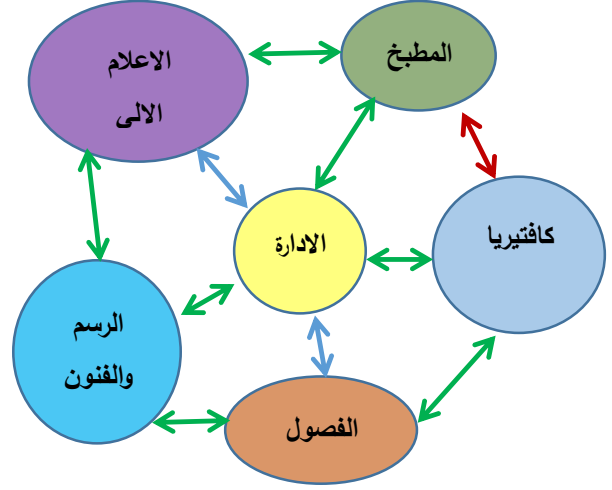 المطبخ
الاعلام
الالى
كافتيريا
الادارة
الرسم
والفنون
الفصول